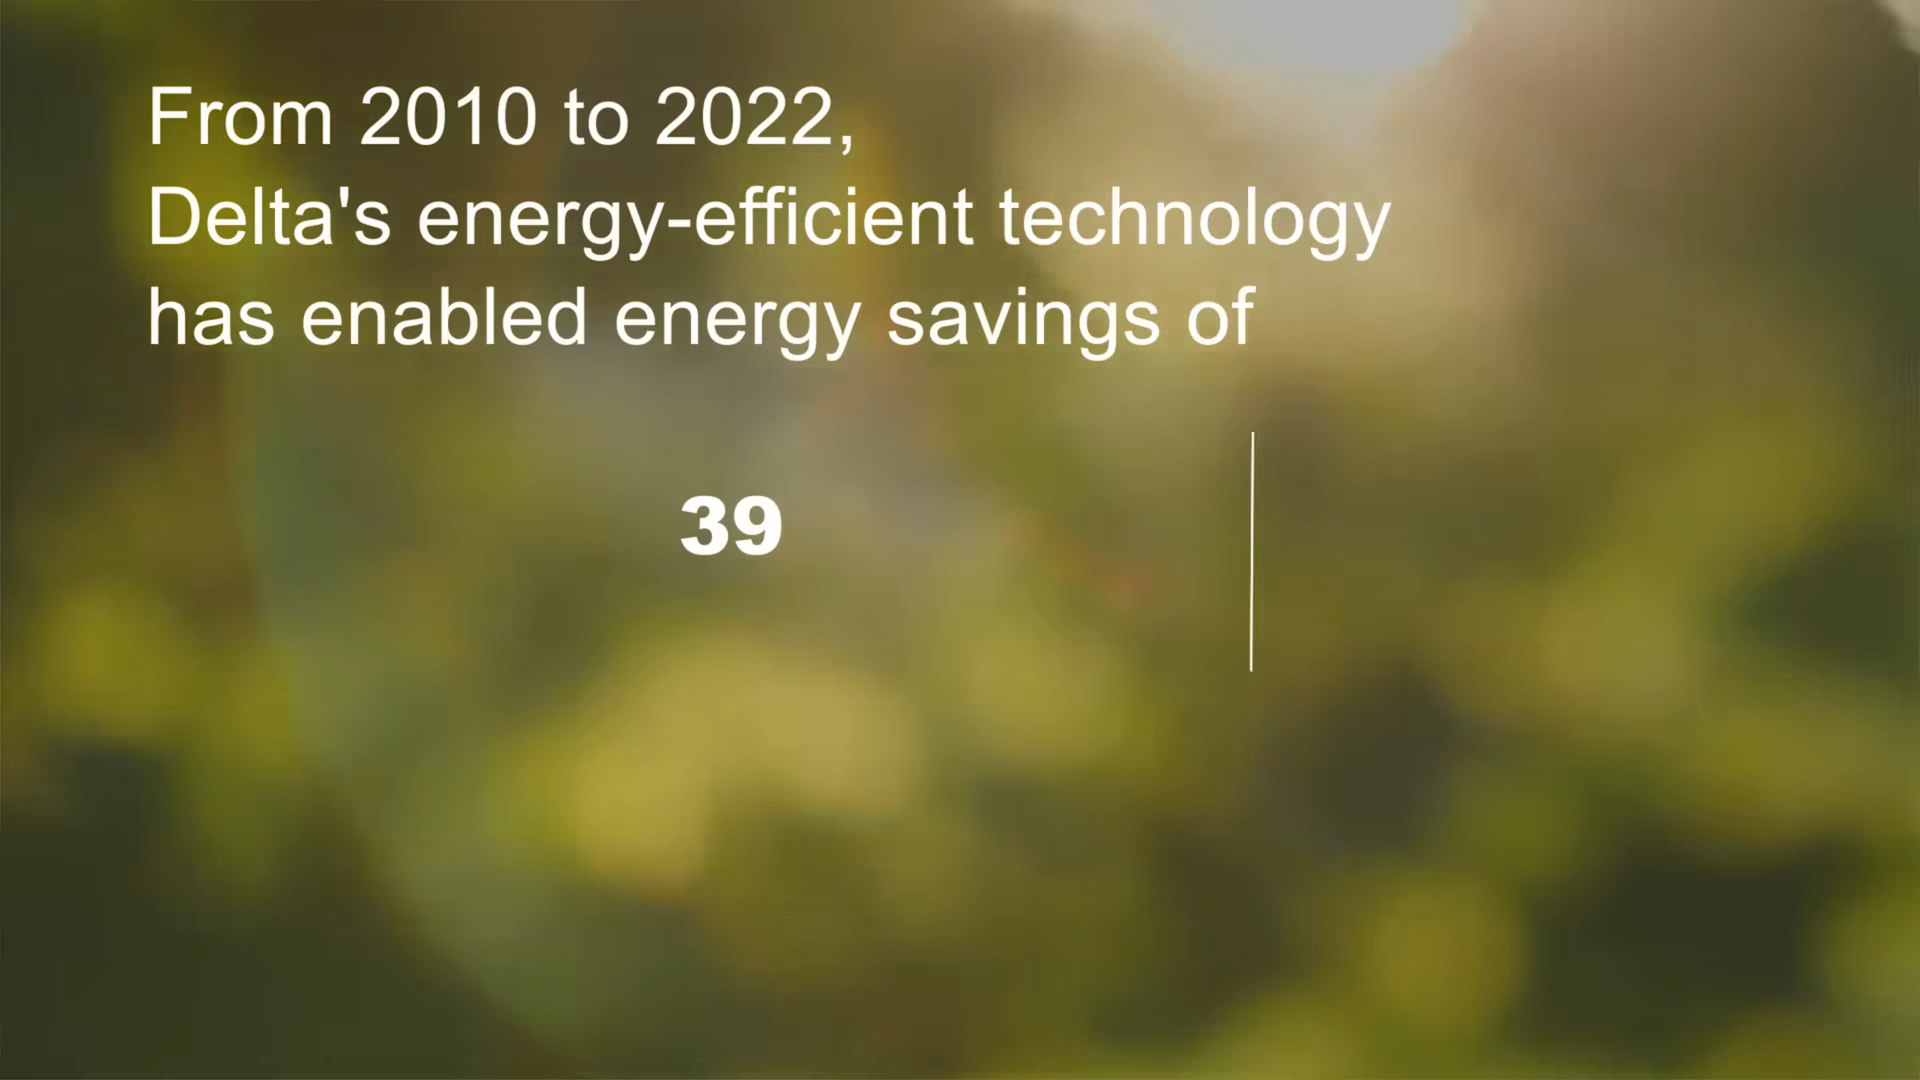 From 2010 to 2022,
Delta's energy-efficient technology
has enabled energy savings of
39